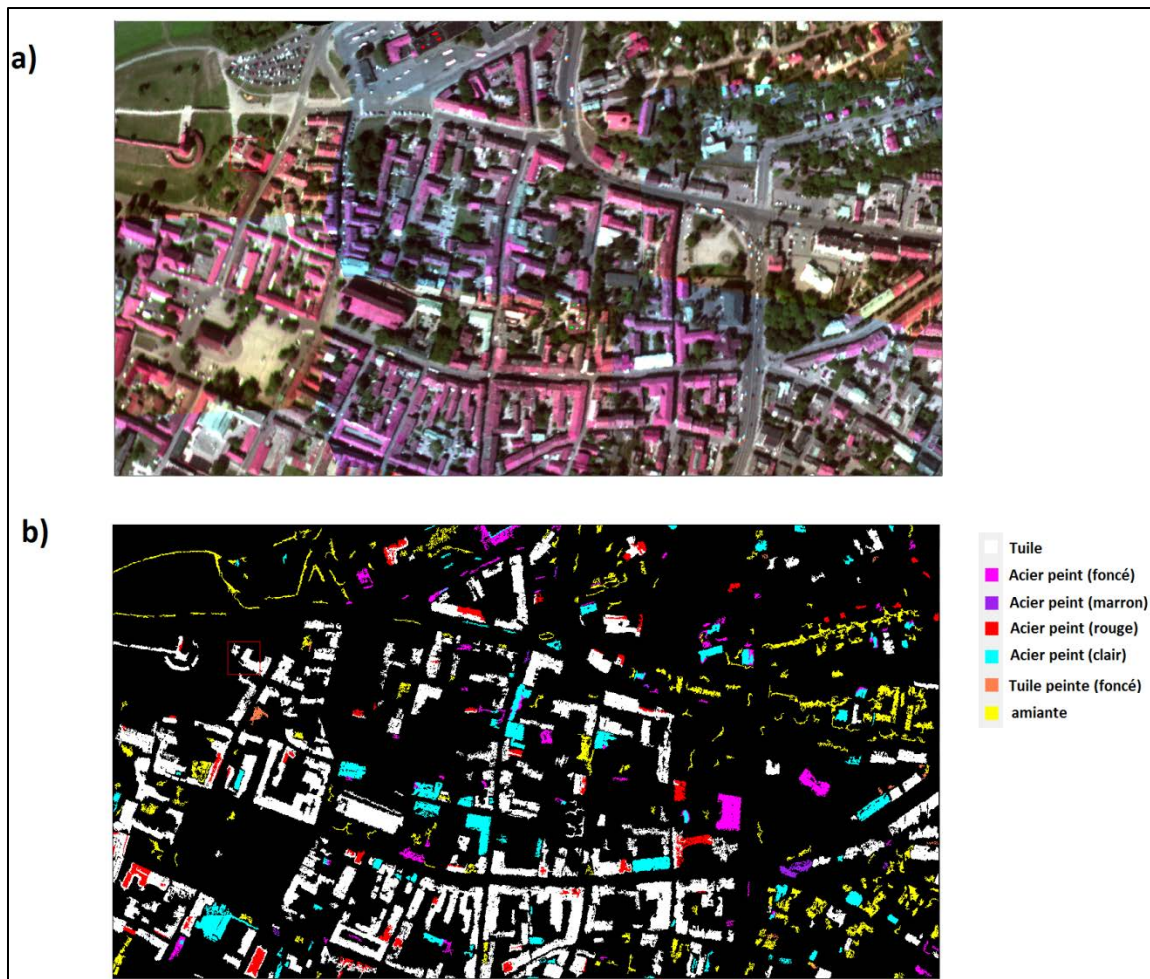 a)
b)
Tuile
Acier peint (foncé)
Acier peint (marron)
Acier peint (rouge)
Acier peint (clair)
Tuile peinte (foncé)
amiante